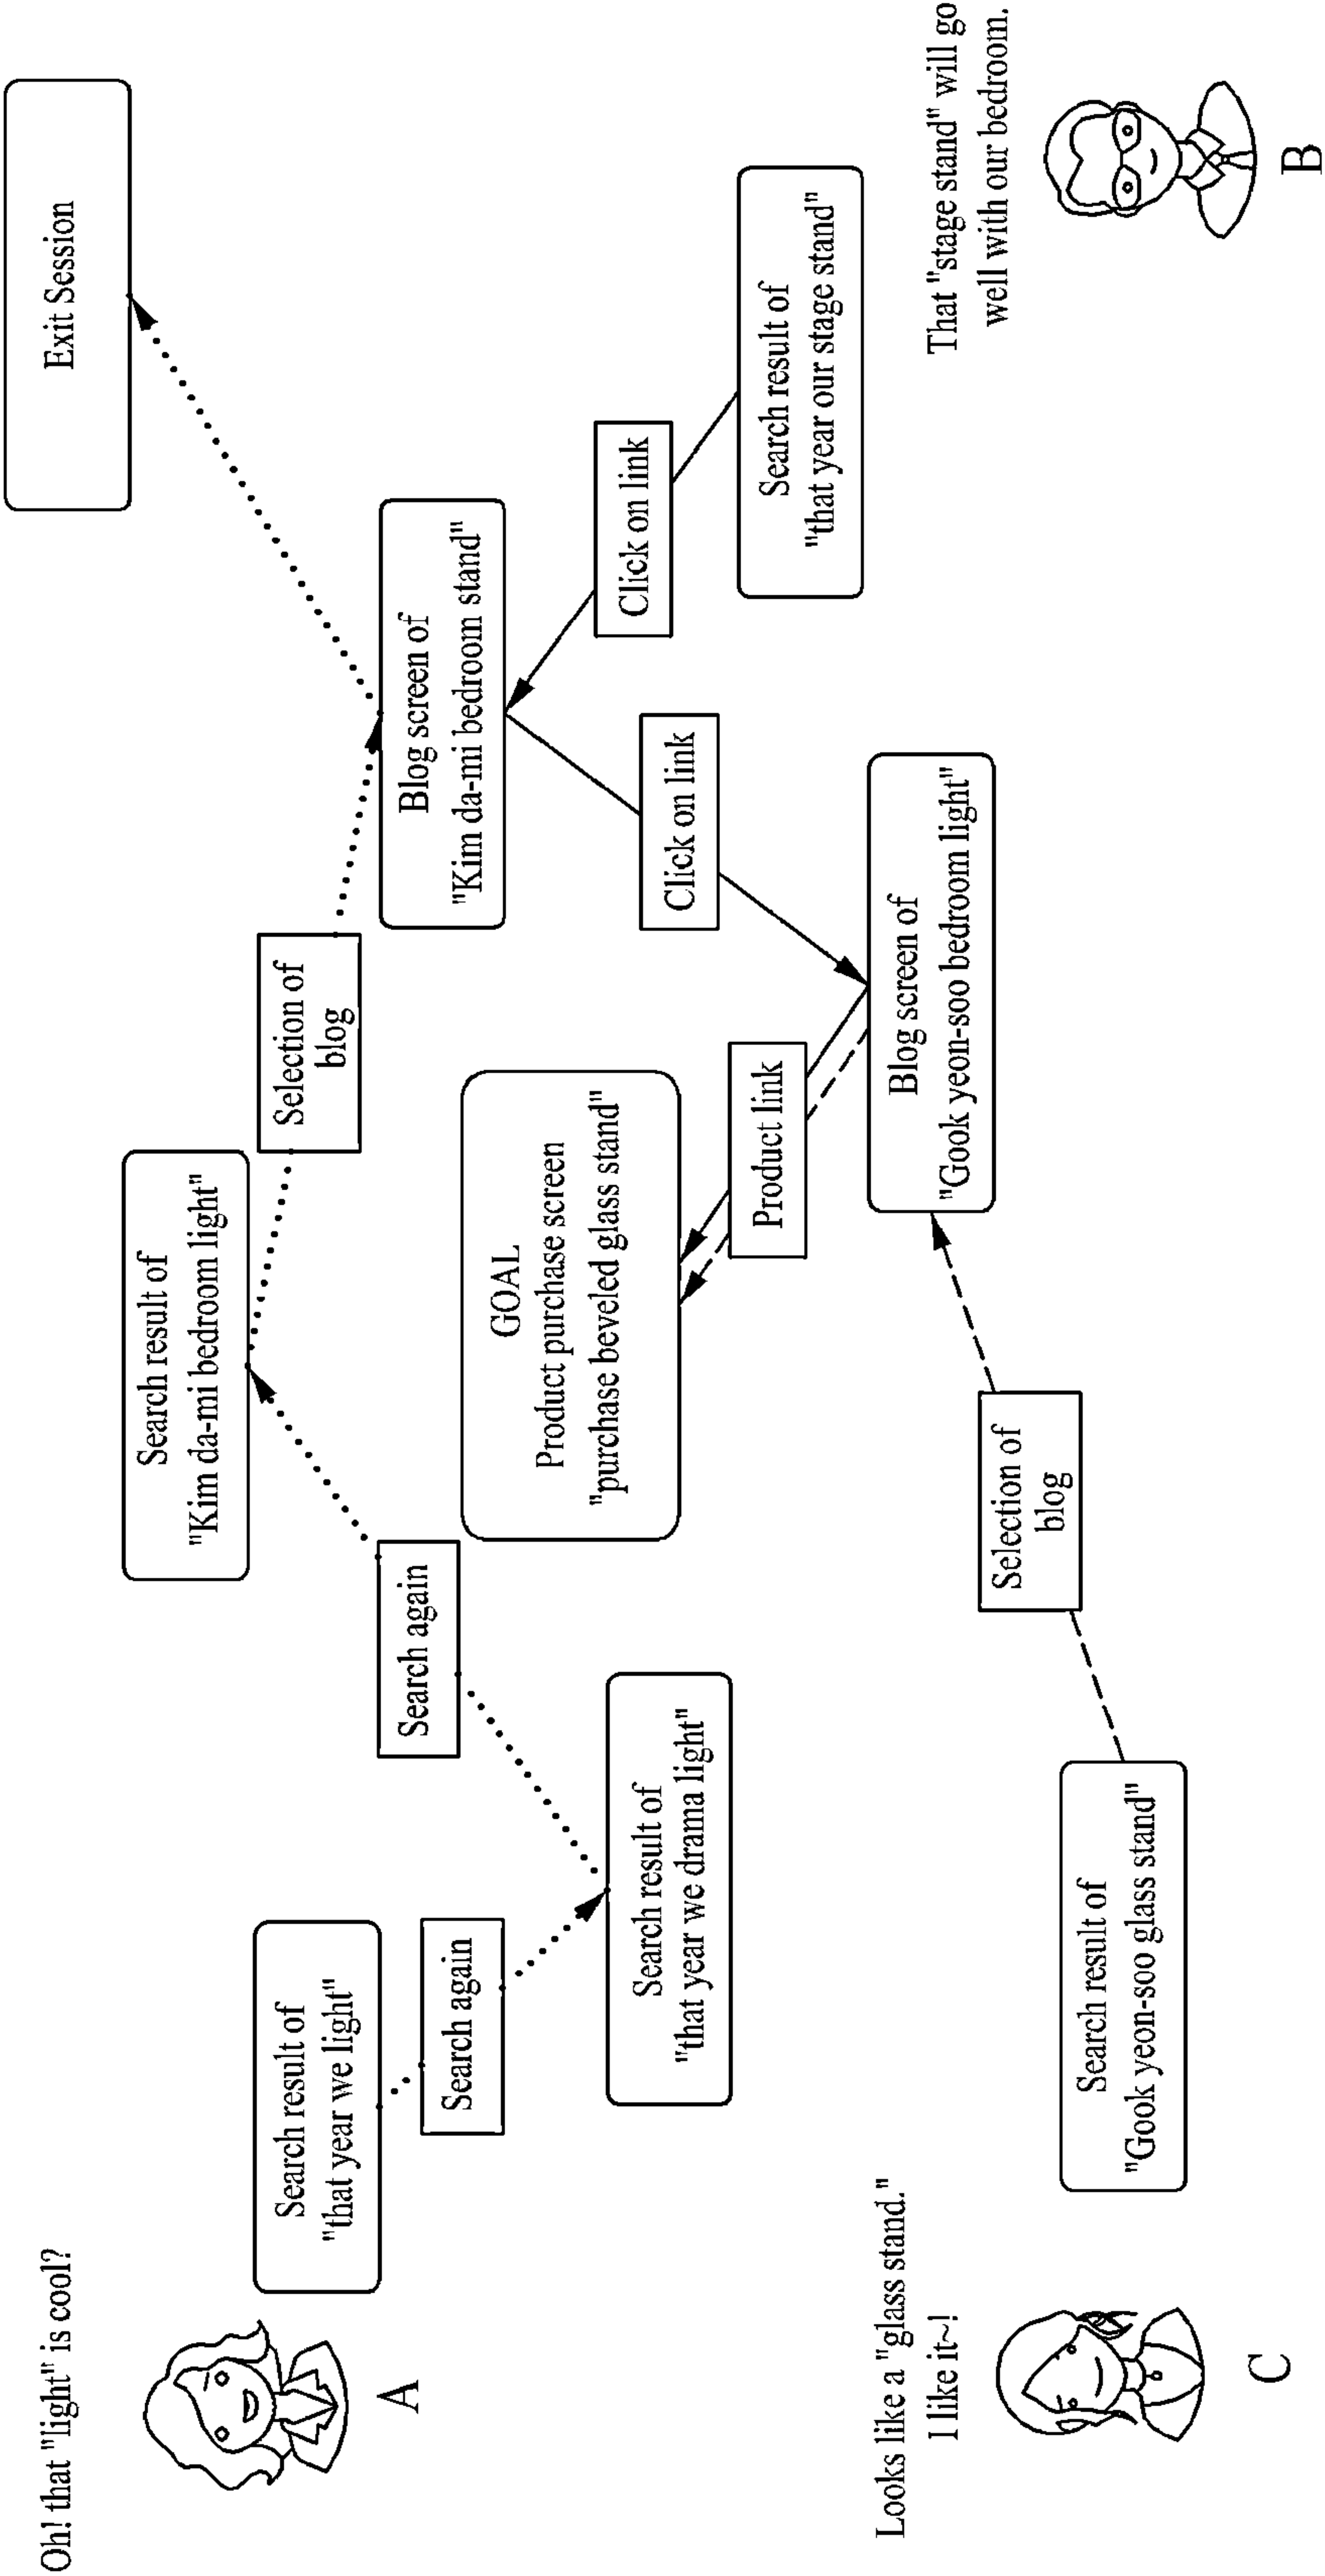 Oh! that "light" is cool?
A
Search result of
"that year we light"
Search again
Search result of
"that year we drama light"
Search again
Search result of
"Kim da-mi bedroom light"
Selection of
blog
Blog screen of
"Kim da-mi bedroom stand"
Exit Session
GOAL
Product purchase screen
"purchase beveled glass stand"
Product link
Click on link
Click on link
Search result of
"that year our stage stand"
That "stage stand" will go
well with our bedroom.
B
Blog screen of
"Gook yeon-soo bedroom light"
Selection of
blog
Search result of
"Gook yeon-soo glass stand"
Looks like a "glass stand."
I like it~!
C